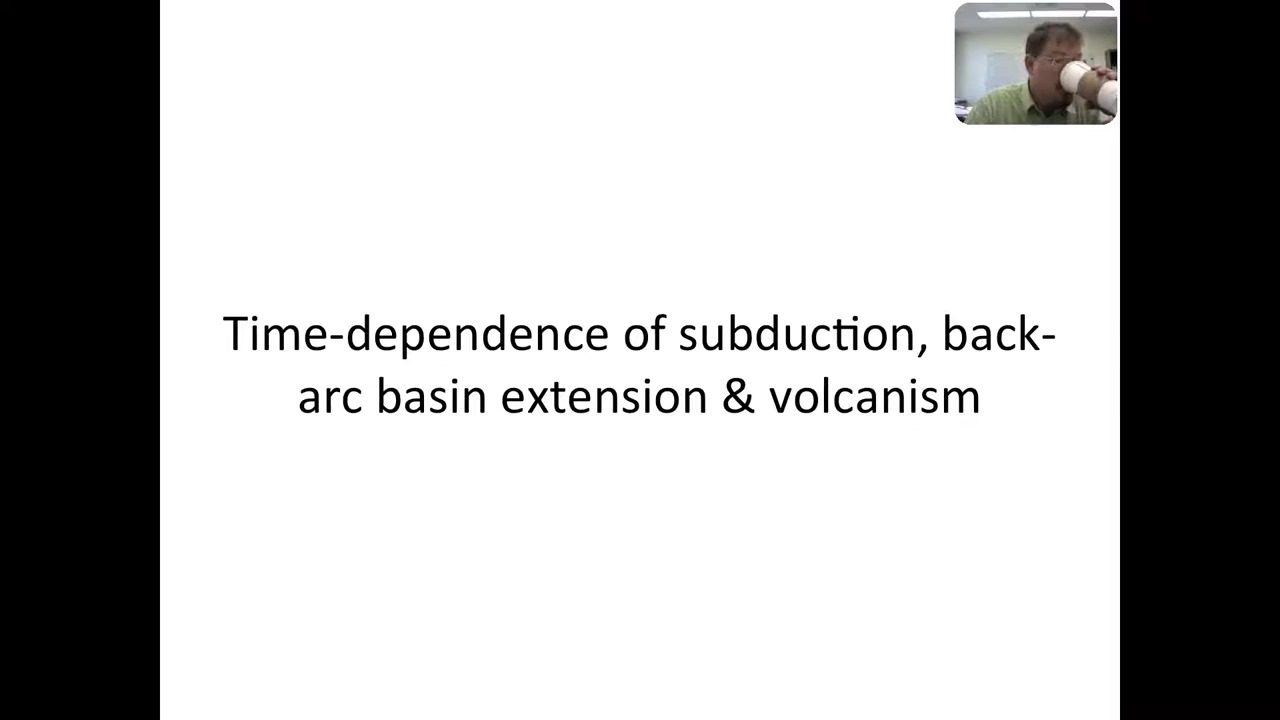 Time-dependence of subduction, back-
arc basin extension & volcanism